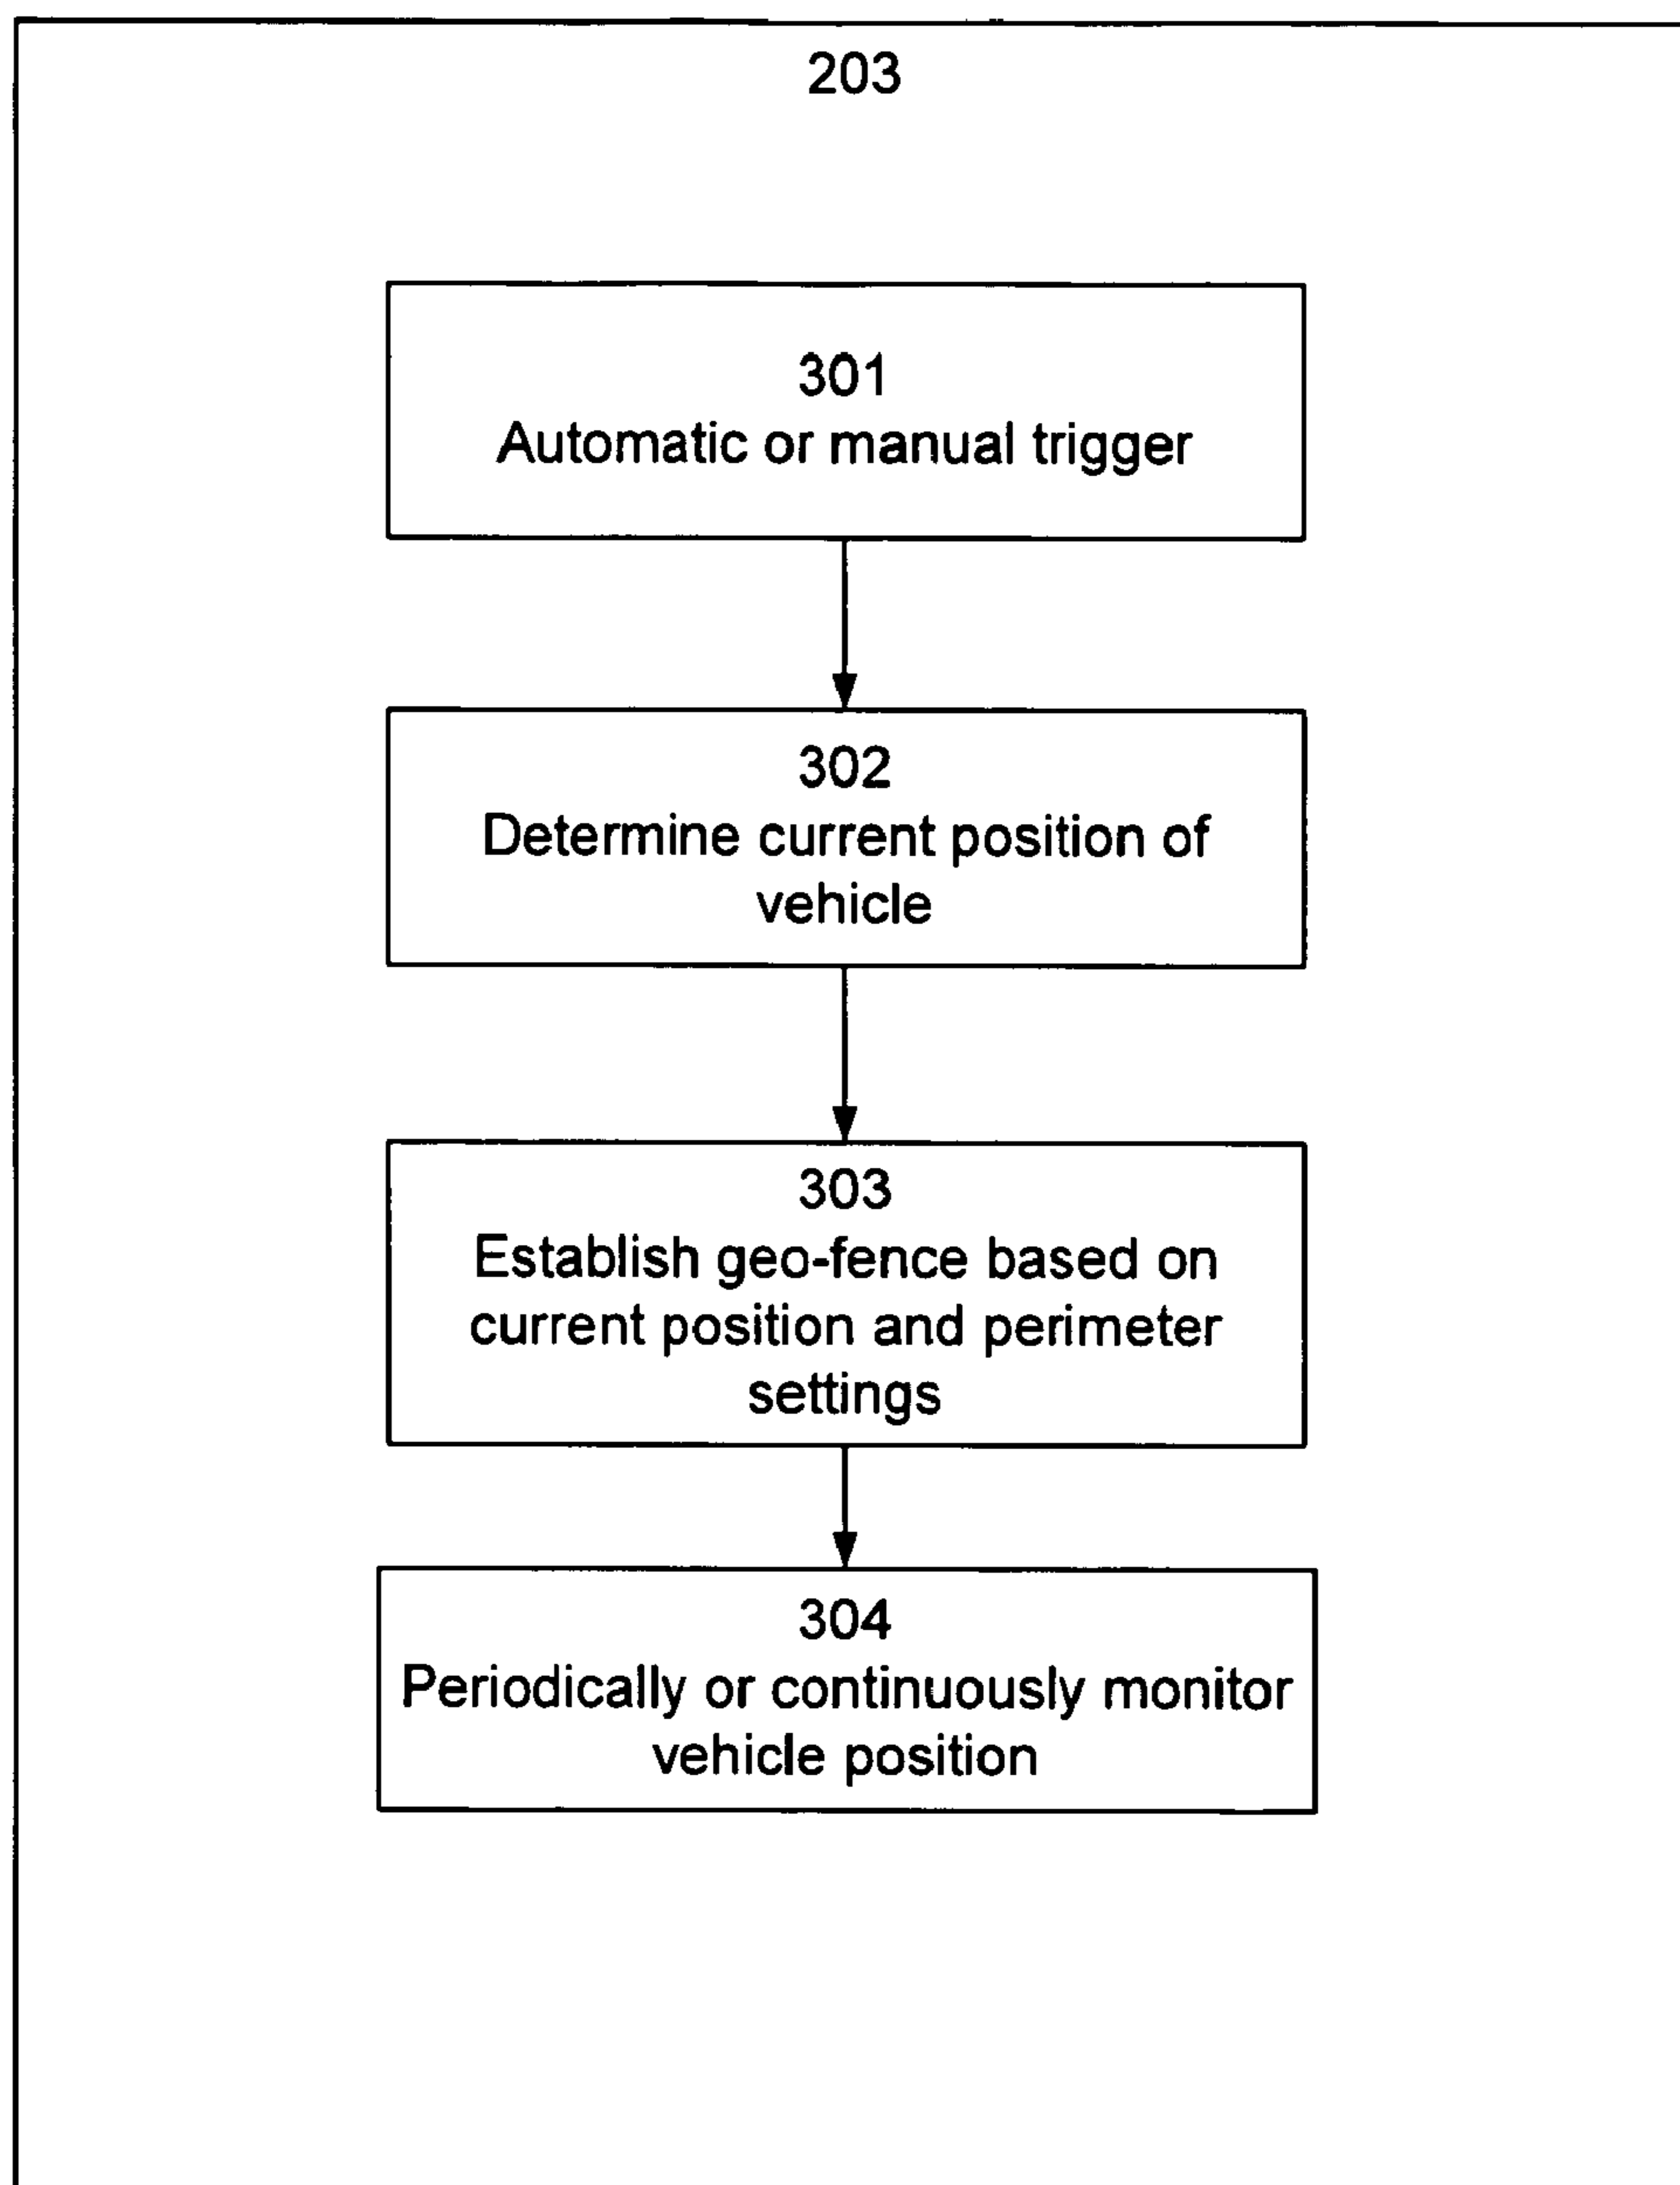 203
301
Automatic or manual trigger
302
Determine current position of
vehicle
303
Establish geo-fence based on
current position and perimeter
settings
304
Periodically or continuously monitor
vehicle position